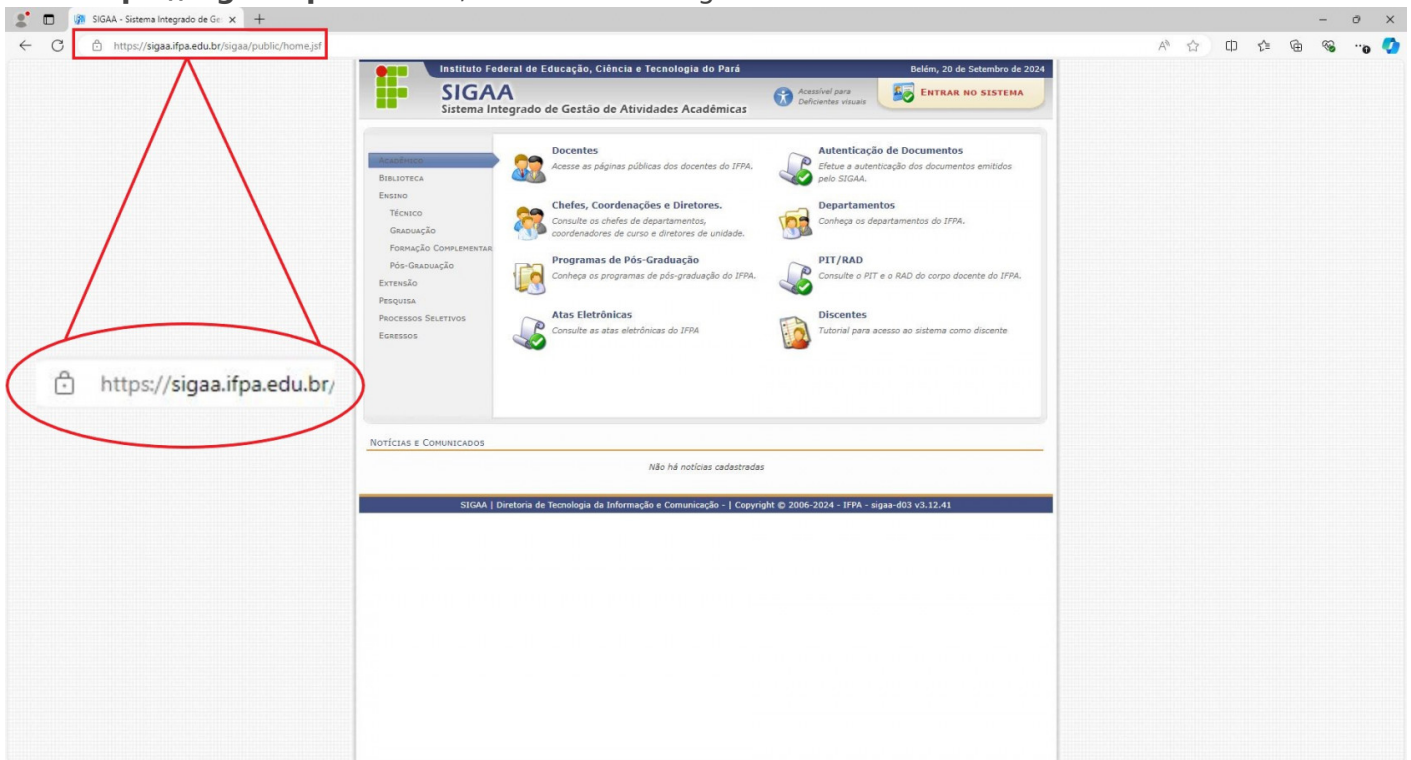 SIGAA - Sistema Integrado de Ge
https://sigaa.ifpa.edu.br/sigaa/public/home.jsf
Instituto Federal de Educação, Ciência e Tecnologia do Pará
Belém, 20 de Setembro de 2024
SIGAA
Sistema Integrado de Gestão de Atividades Acadêmicas
Acessível para
Deficientes visuais
ENTRAR NO SISTEMA
ACADÊMICO
BIBLIOTECA
ENSINO
TÉCNICO
GRADUAÇÃO
FORMAÇÃO COMPLEMENTAR
PÓS-GRADUAÇÃO
EXTENSÃO
PESQUISA
PROCESSOS SELETIVOS
EGRESSOS
Docentes
Acesse as páginas públicas dos docentes do IFPA.
Autenticação de Documentos
Efetue a autenticação dos documentos emitidos
pelo SIGAA.
Chefes, Coordenações e Diretores.
Consulte os chefes de departamentos,
coordenadores de curso e diretores de unidade.
Departamentos
Conheça os departamentos do IFPA.
Programas de Pós-Graduação
Conheça os programas de pós-graduação do IFPA.
PIT/RAD
Consulte o PIT e o RAD do corpo docente do IFPA.
Atas Eletrônicas
Consulte as atas eletrônicas do IFPA
Discentes
Tutorial para acesso ao sistema como discente
https://sigaa.ifpa.edu.br/
NOTÍCIAS E COMUNICADOS
Não há notícias cadastradas
SIGAA | Diretoria de Tecnologia da Informação e Comunicação - | Copyright © 2006-2024 - IFPA - sigaa-d03 v3.12.41